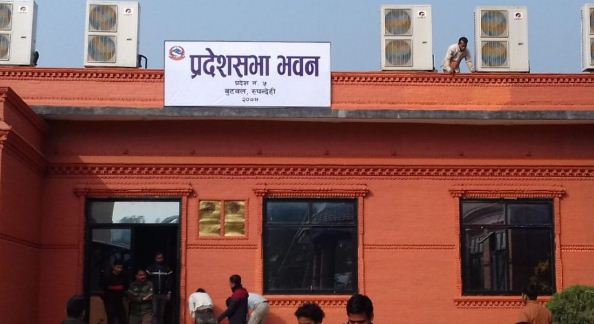 प्रदेशसभा भवन
प्रदेश नं. ५
बुटवल, रुपन्देही
२०७४